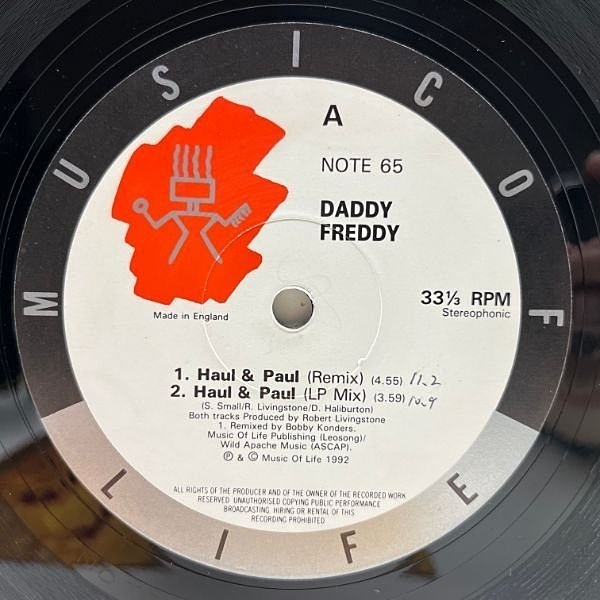 MUSIC OF LIFE
A
NOTE 65
DADDY
FREDDY
33⅓ RPM
Stereophonic
Made in England
1. Haul & Paul (Remix) (4.55) 11.2
2. Haul & Paul (LP Mix) (3.59) 10.9
(S. Small/R. Livingstone/D. Haliburton)
Both tracks Produced by Robert Livingstone
1. Remixed by Bobby Konders.
Music Of Life Publishing (Leosong)/
Wild Apache Music (ASCAP).
℗ & © Music Of Life 1992
ALL RIGHTS OF THE PRODUCER AND OF THE OWNER OF THE RECORDED WORK
RESERVED. UNAUTHORISED COPYING PUBLIC PERFORMANCE
BROADCASTING. HIRING OR RENTAL OF THIS
RECORDING PROHIBITED